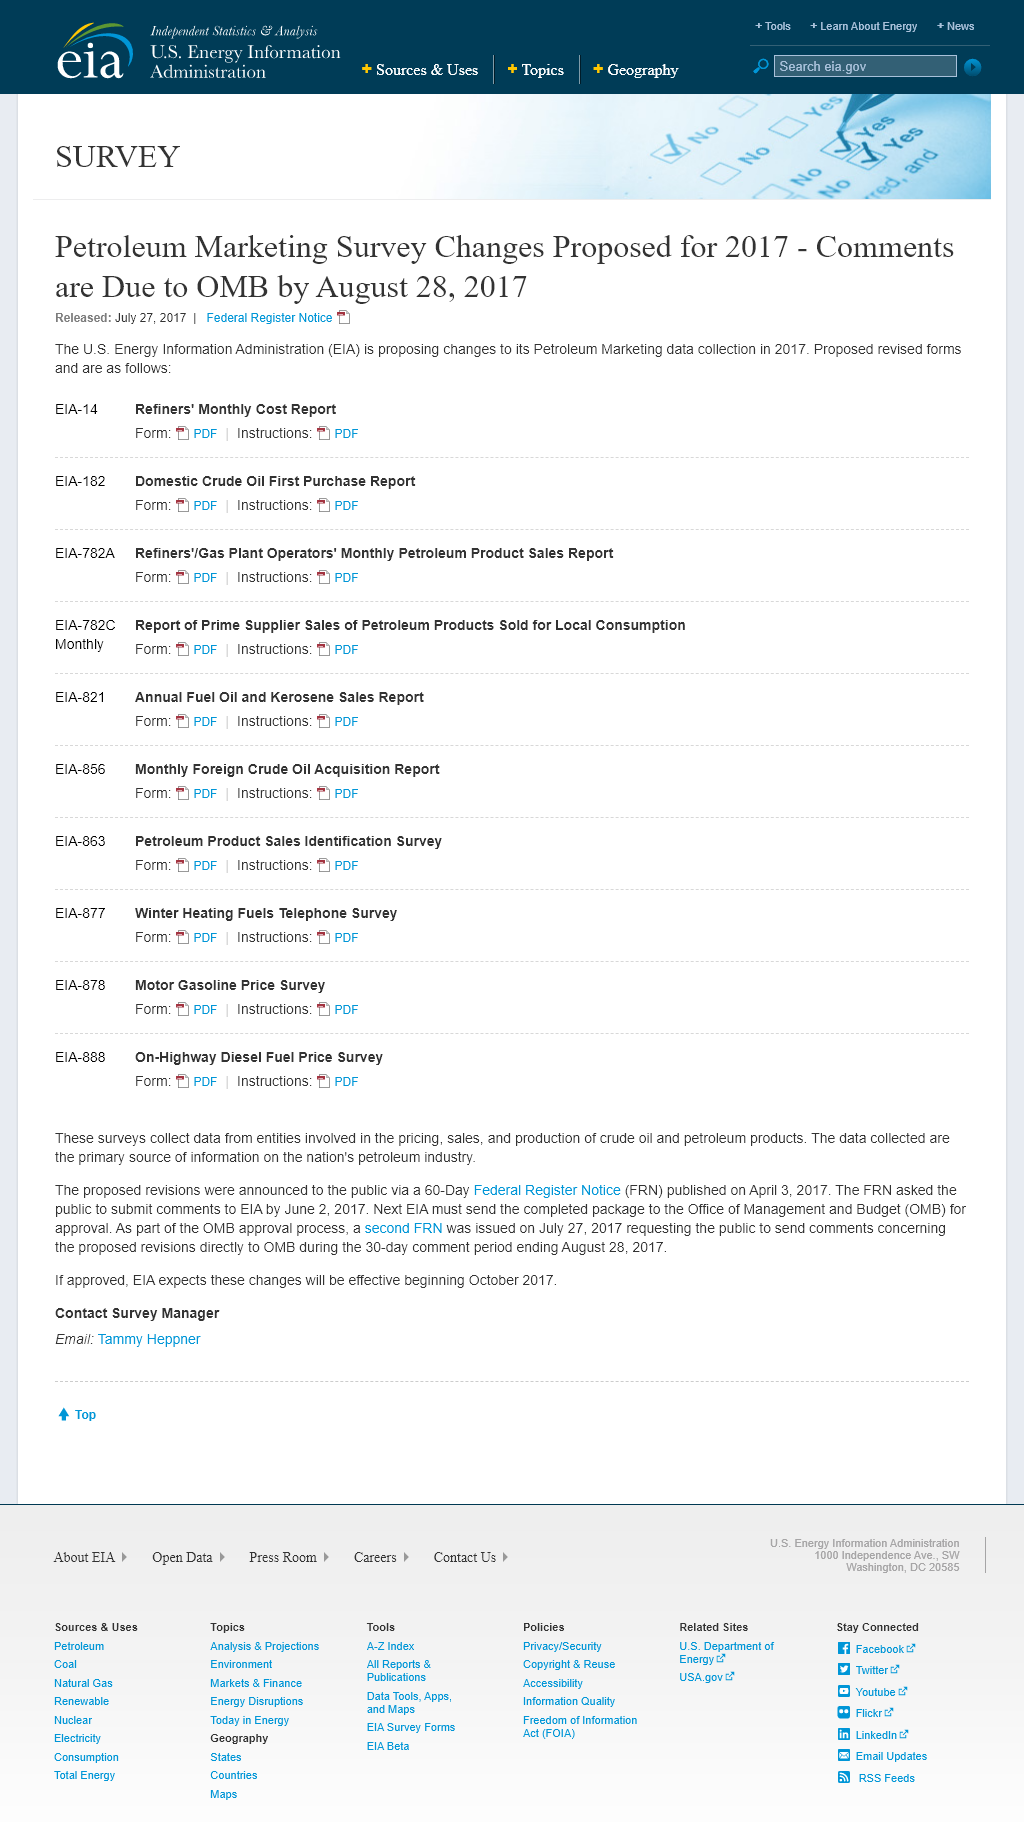 + Tools + Learn About Energy + News
Independent Statistics & Analysis
eia U.S. Energy Information
Administration
+ Sources & Uses + Topics + Geography
Search eia.gov
SURVEY
No
No
No
No
Yes
Yes
Yes
rred, and
Petroleum Marketing Survey Changes Proposed for 2017 - Comments
are Due to OMB by August 28, 2017
Released: July 27, 2017 | Federal Register Notice
The U.S. Energy Information Administration (EIA) is proposing changes to its Petroleum Marketing data collection in 2017. Proposed revised forms
and are as follows:
EIA-14 Refiners' Monthly Cost Report
Form: PDF | Instructions: PDF
EIA-182 Domestic Crude Oil First Purchase Report
Form: PDF | Instructions: PDF
EIA-782A Refiners'/Gas Plant Operators' Monthly Petroleum Product Sales Report
Form: PDF | Instructions: PDF
EIA-782C Report of Prime Supplier Sales of Petroleum Products Sold for Local Consumption
Monthly Form: PDF | Instructions: PDF
EIA-821 Annual Fuel Oil and Kerosene Sales Report
Form: PDF | Instructions: PDF
EIA-856 Monthly Foreign Crude Oil Acquisition Report
Form: PDF | Instructions: PDF
EIA-863 Petroleum Product Sales Identification Survey
Form: PDF | Instructions: PDF
EIA-877 Winter Heating Fuels Telephone Survey
Form: PDF | Instructions: PDF
EIA-878 Motor Gasoline Price Survey
Form: PDF | Instructions: PDF
EIA-888 On-Highway Diesel Fuel Price Survey
Form: PDF | Instructions: PDF
These surveys collect data from entities involved in the pricing, sales, and production of crude oil and petroleum products. The data collected are
the primary source of information on the nation's petroleum industry.
The proposed revisions were announced to the public via a 60-Day Federal Register Notice (FRN) published on April 3, 2017. The FRN asked the
public to submit comments to EIA by June 2, 2017. Next EIA must send the completed package to the Office of Management and Budget (OMB) for
approval. As part of the OMB approval process, a second FRN was issued on July 27, 2017 requesting the public to send comments concerning
the proposed revisions directly to OMB during the 30-day comment period ending August 28, 2017.
If approved, EIA expects these changes will be effective beginning October 2017.
Contact Survey Manager
Email: Tammy Heppner
Top
About EIA Open Data Press Room Careers Contact Us
U.S. Energy Information Administration
1000 Independence Ave., SW
Washington, DC 20585
Sources & Uses
Petroleum
Coal
Natural Gas
Renewable
Nuclear
Electricity
Consumption
Total Energy
Topics
Analysis & Projections
Environment
Markets & Finance
Energy Disruptions
Today in Energy
Geography
States
Countries
Maps
Tools
A-Z Index
All Reports &
Publications
Data Tools, Apps,
and Maps
EIA Survey Forms
EIA Beta
Policies
Privacy/Security
Copyright & Reuse
Accessibility
Information Quality
Freedom of Information
Act (FOIA)
Related Sites
U.S. Department of
Energy
USA.gov
Stay Connected
Facebook
Twitter
Youtube
Flickr
LinkedIn
Email Updates
RSS Feeds